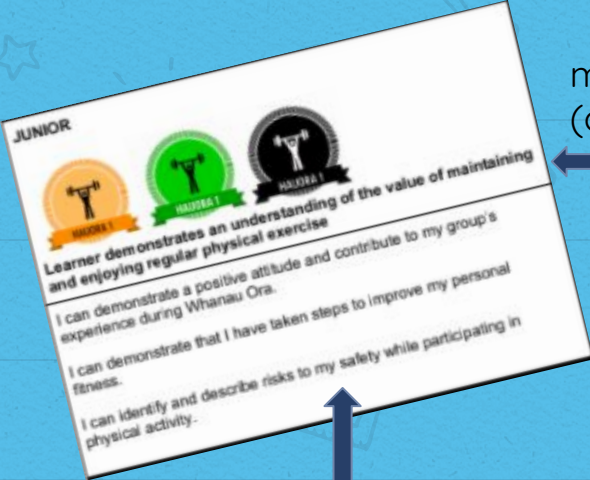 JUNIOR
HAUORA 1
HAUORA 1
HAUORA 1
Learner demonstrates an understanding of the value of maintaining
and enjoying regular physical exercise
I can demonstrate a positive attitude and contribute to my group's
experience during Whanau Ora.
I can demonstrate that I have taken steps to improve my personal
fitness.
I can identify and describe risks to my safety while participating in
physical activity.